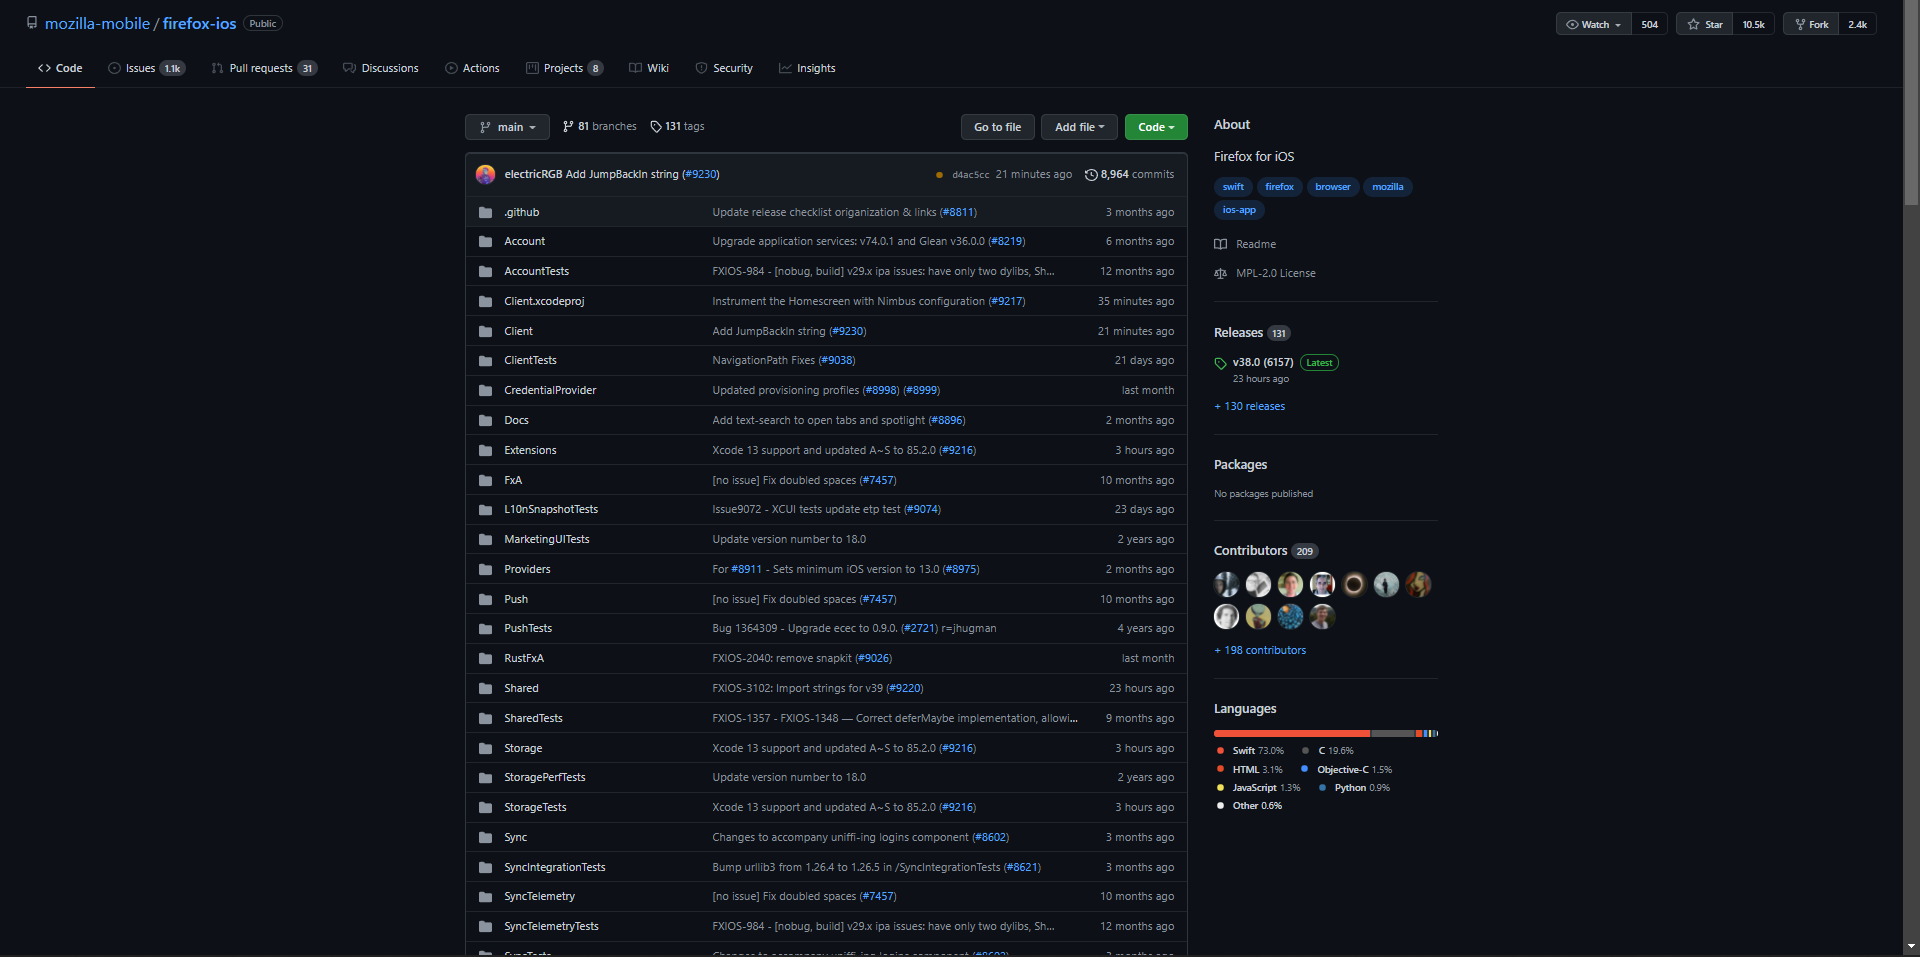 mozilla-mobile / firefox-ios Public
Watch 504 Star 10.5k Fork 2.4k
Code Issues 1.1k Pull requests 31 Discussions Actions Projects 8 Wiki Security Insights
main 81 branches 131 tags Go to file Add file Code
electricRGB Add JumpBackIn string (#9230) d4ac5cc 21 minutes ago 8,964 commits
.github Update release checklist origanization & links (#8811) 3 months ago
Account Upgrade application services: v74.0.1 and Glean v36.0.0 (#8219) 6 months ago
AccountTests FXIOS-984 - [nobug, build] v29.x ipa issues: have only two dylibs, Sh... 12 months ago
Client.xcodeproj Instrument the Homescreen with Nimbus configuration (#9217) 35 minutes ago
Client Add JumpBackIn string (#9230) 21 minutes ago
ClientTests NavigationPath Fixes (#9038) 21 days ago
CredentialProvider Updated provisioning profiles (#8998) (#8999) last month
Docs Add text-search to open tabs and spotlight (#8896) 2 months ago
Extensions Xcode 13 support and updated A~S to 85.2.0 (#9216) 3 hours ago
FxA [no issue] Fix doubled spaces (#7457) 10 months ago
L10nSnapshotTests Issue9072 - XCUI tests update etp test (#9074) 23 days ago
MarketingUITests Update version number to 18.0 2 years ago
Providers For #8911 - Sets minimum iOS version to 13.0 (#8975) 2 months ago
Push [no issue] Fix doubled spaces (#7457) 10 months ago
PushTests Bug 1364309 - Upgrade ecec to 0.9.0. (#2721) r=jhugman 4 years ago
RustFxA FXIOS-2040: remove snapkit (#9026) last month
Shared FXIOS-3102: Import strings for v39 (#9220) 23 hours ago
SharedTests FXIOS-1357 - FXIOS-1348 — Correct deferMaybe implementation, allowi... 9 months ago
Storage Xcode 13 support and updated A~S to 85.2.0 (#9216) 3 hours ago
StoragePerfTests Update version number to 18.0 2 years ago
StorageTests Xcode 13 support and updated A~S to 85.2.0 (#9216) 3 hours ago
Sync Changes to accompany uniffi-ing logins component (#8602) 3 months ago
SyncIntegrationTests Bump urllib3 from 1.26.4 to 1.26.5 in /SyncIntegrationTests (#8621) 3 months ago
SyncTelemetry [no issue] Fix doubled spaces (#7457) 10 months ago
SyncTelemetryTests FXIOS-984 - [nobug, build] v29.x ipa issues: have only two dylibs, Sh... 12 months ago
SyncTests Changes to accompany uniffi-ing logins component (#8602) 3 months ago
About
Firefox for iOS
swift firefox browser mozilla
ios-app
Readme
MPL-2.0 License
Releases 131
v38.0 (6157) Latest
23 hours ago
+ 130 releases
Packages
No packages published
Contributors 209
+ 198 contributors
Languages
Swift 73.0% C 19.6%
HTML 3.1% Objective-C 1.5%
JavaScript 1.3% Python 0.9%
Other 0.6%